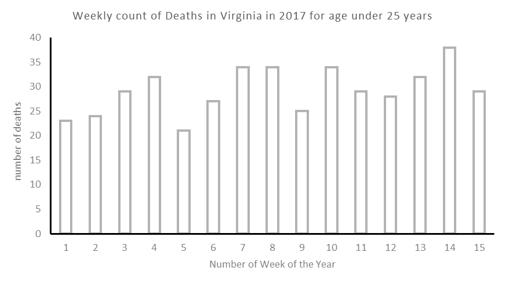 Weekly count of Deaths in Virginia in 2017 for age under 25 years
number of deaths
40
35
30
25
20
15
10
5
0
1 2 3 4 5 6 7 8 9 10 11 12 13 14 15
Number of Week of the Year